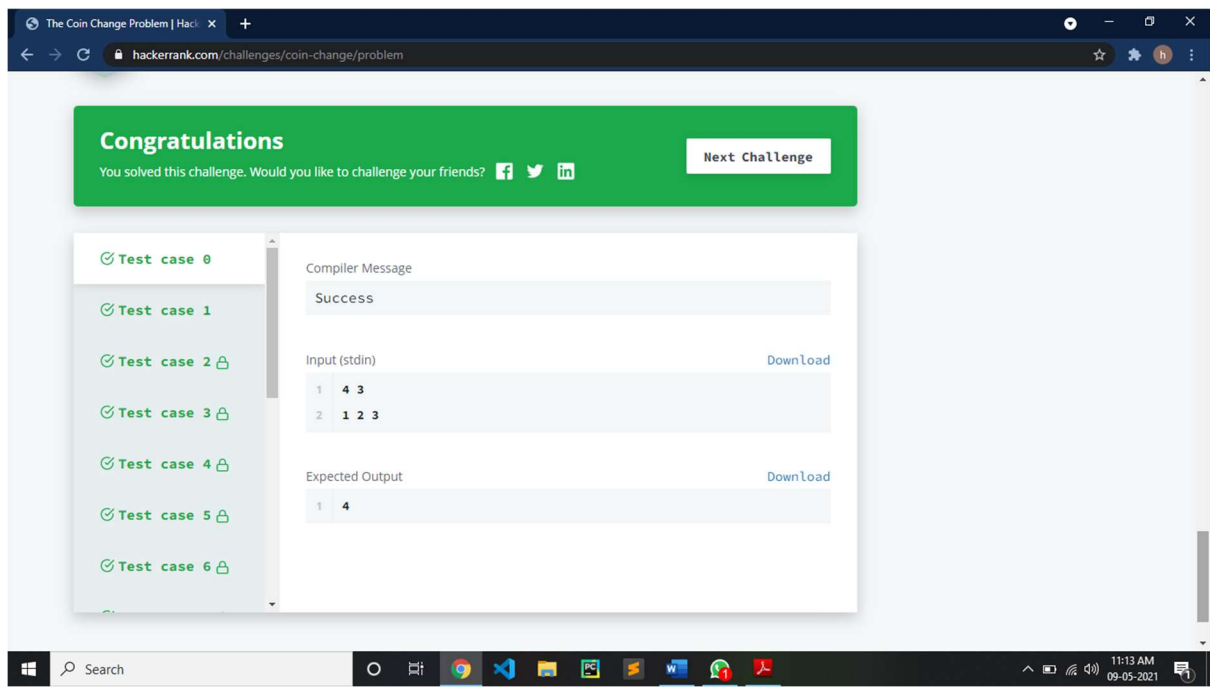 The Coin Change Problem | Hack
hackerrank.com/challenges/coin-change/problem
h
Congratulations
You solved this challenge. Would you like to challenge your friends?
Next Challenge
Test case 0
Test case 1
Test case 2
Test case 3
Test case 4
Test case 5
Test case 6
Compiler Message
Success
Input (stdin)
Download
1 4 3
2 1 2 3
Expected Output
Download
1 4
Search
11:13 AM
09-05-2021